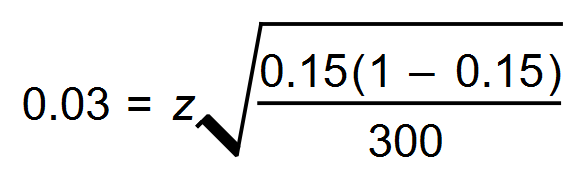 0.03 = z√(0.15(1 – 0.15)/300)